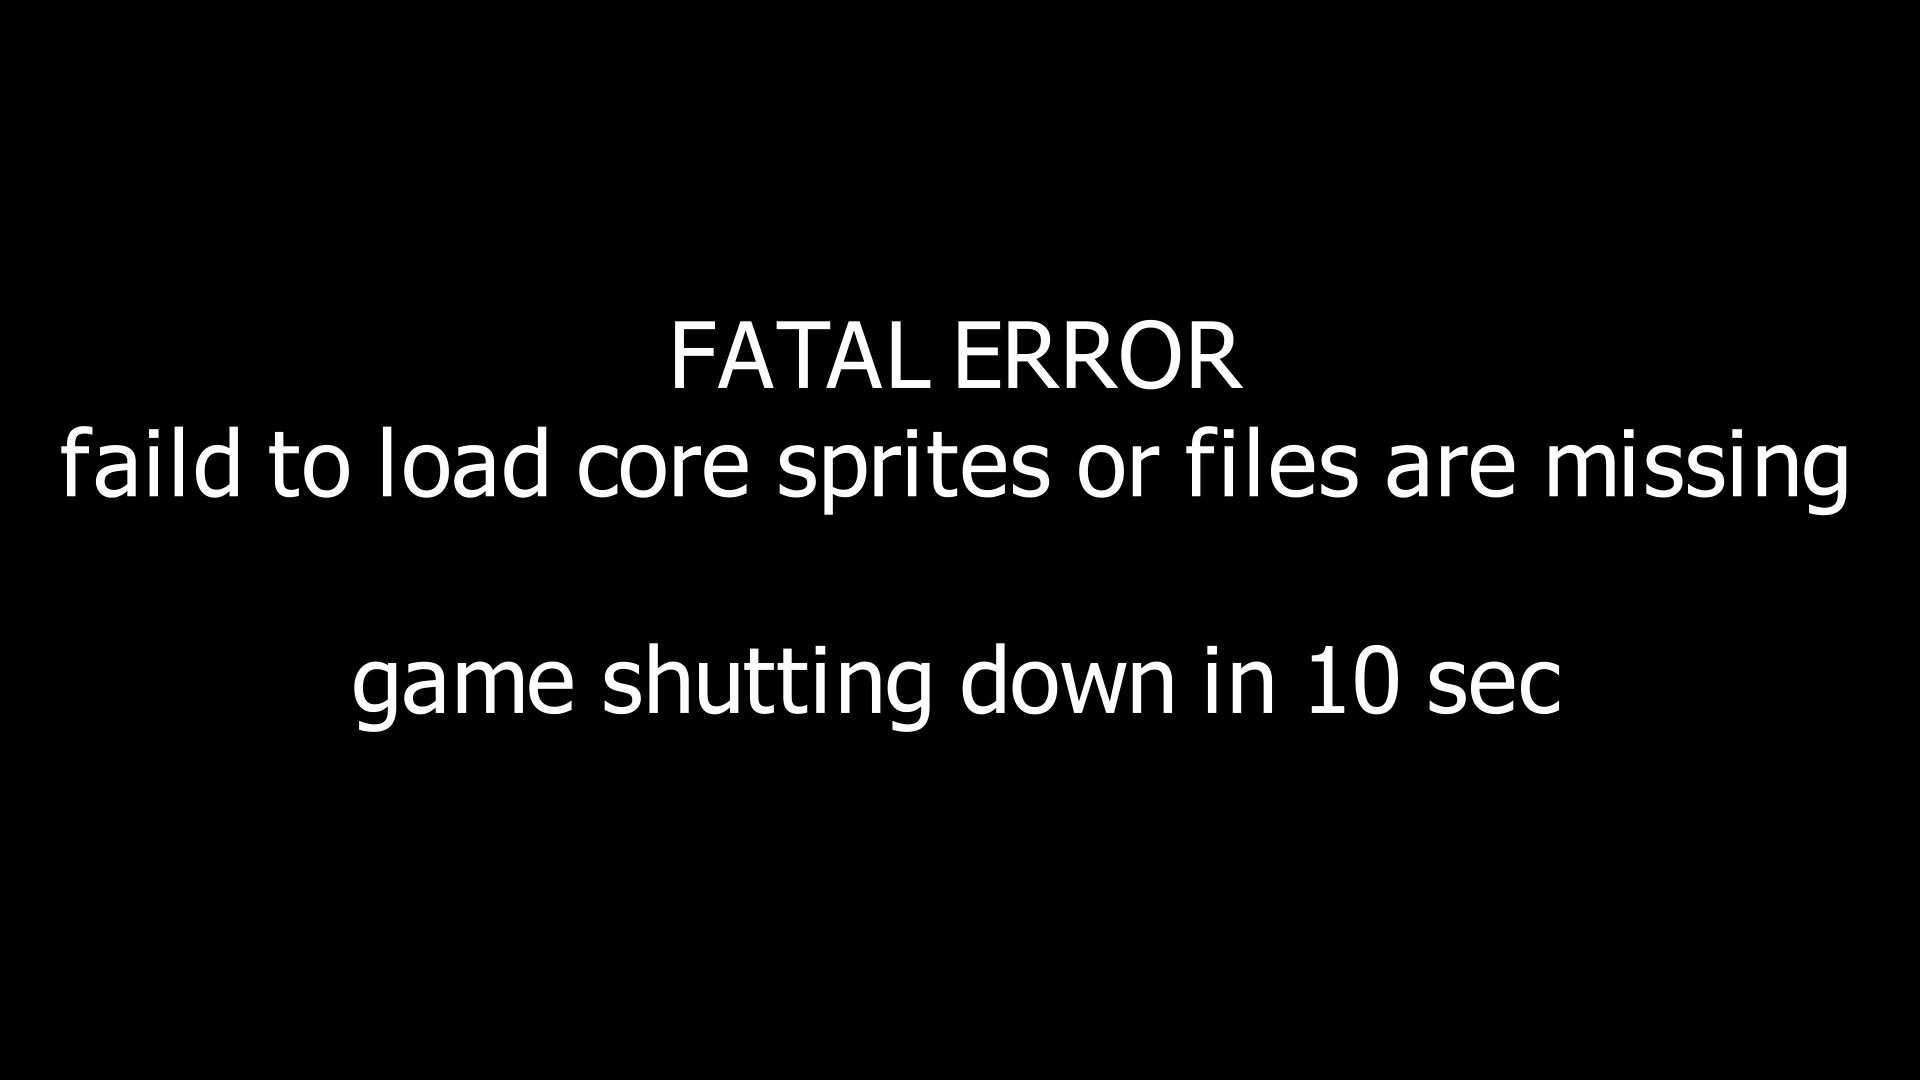 FATAL ERROR
faild to load core sprites or files are missing
game shutting down in 10 sec